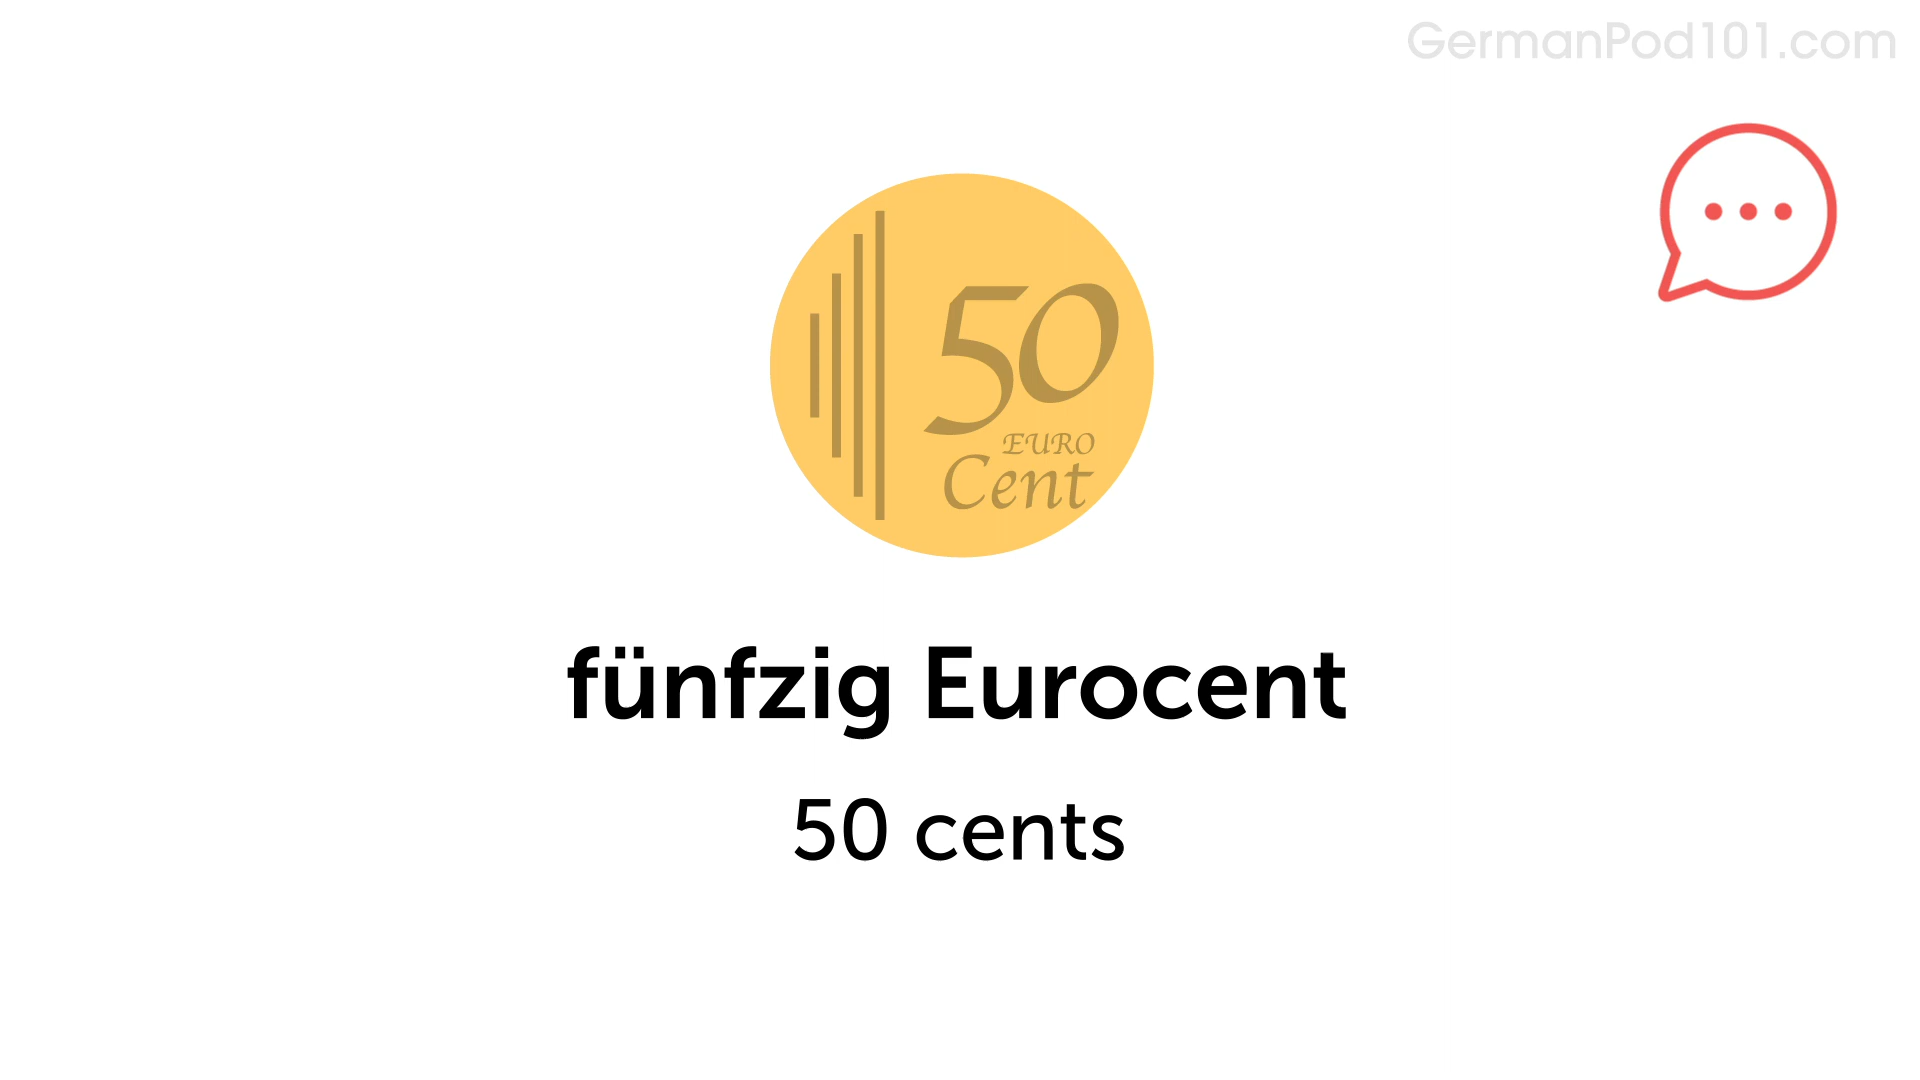 GermanPod101.com
50
EURO
Cent
fünfzig Eurocent
50 cents